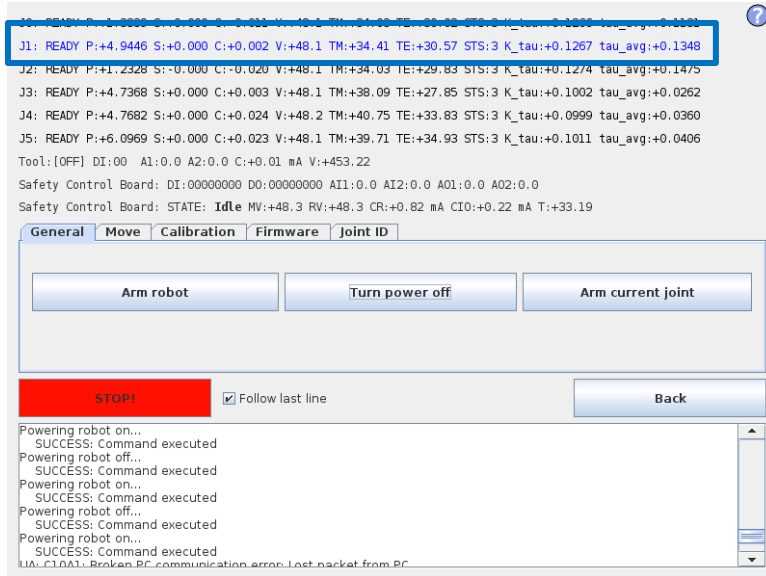 ?
J1: READY P:+4.9446 S:+0.000 C:+0.002 V:+48.1 TM:+34.41 TE:+30.57 STS:3 K_tau:+0.1267 tau_avg:+0.1348
J2: READY P:+1.2328 S:-0.000 C:-0.020 V:+48.1 TM:+34.03 TE:+29.83 STS:3 K_tau:+0.1274 tau_avg:+0.1475
J3: READY P:+4.7368 S:+0.000 C:+0.003 V:+48.1 TM:+38.09 TE:+27.85 STS:3 K_tau:+0.1002 tau_avg:+0.0262
J4: READY P:+4.7682 S:+0.000 C:+0.024 V:+48.2 TM:+40.75 TE:+33.83 STS:3 K_tau:+0.0999 tau_avg:+0.0360
J5: READY P:+6.0969 S:+0.000 C:+0.023 V:+48.1 TM:+39.71 TE:+34.93 STS:3 K_tau:+0.1011 tau_avg:+0.0406
Tool:[OFF] DI:00 A1:0.0 A2:0.0 C:+0.01 mA V:+453.22
Safety Control Board: DI:00000000 DO:00000000 AI1:0.0 AI2:0.0 AO1:0.0 AO2:0.0
Safety Control Board: STATE: Idle MV:+48.3 RV:+48.3 CR:+0.82 mA CIO:+0.22 mA T:+33.19
General Move Calibration Firmware Joint ID
Arm robot Turn power off Arm current joint
STOP! Follow last line Back
Powering robot on...
SUCCESS: Command executed
Powering robot off...
SUCCESS: Command executed
Powering robot on...
SUCCESS: Command executed
Powering robot off...
SUCCESS: Command executed
Powering robot on...
SUCCESS: Command executed
UA: C10A1: Broken PC communication error: Lost packet from PC